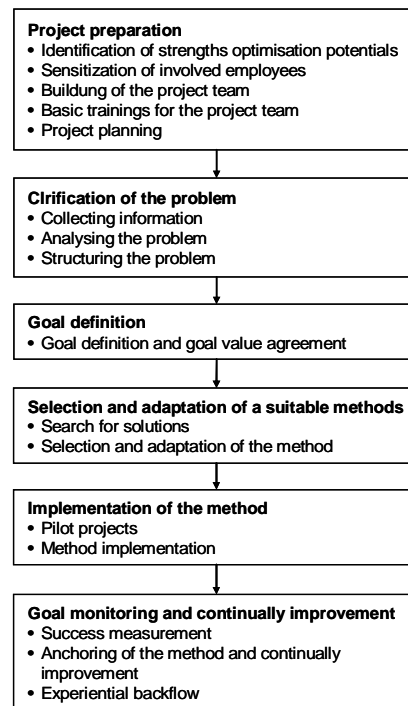 Project preparation
• Identification of strengths optimisation potentials
• Sensitization of involved employees
• Buildung of the project team
• Basic trainings for the project team
• Project planning
Clrification of the problem
• Collecting information
• Analysing the problem
• Structuring the problem
Goal definition
• Goal definition and goal value agreement
Selection and adaptation of a suitable methods
• Search for solutions
• Selection and adaptation of the method
Implementation of the method
• Pilot projects
• Method implementation
Goal monitoring and continually improvement
• Success measurement
• Anchoring of the method and continually
improvement
• Experiential backflow